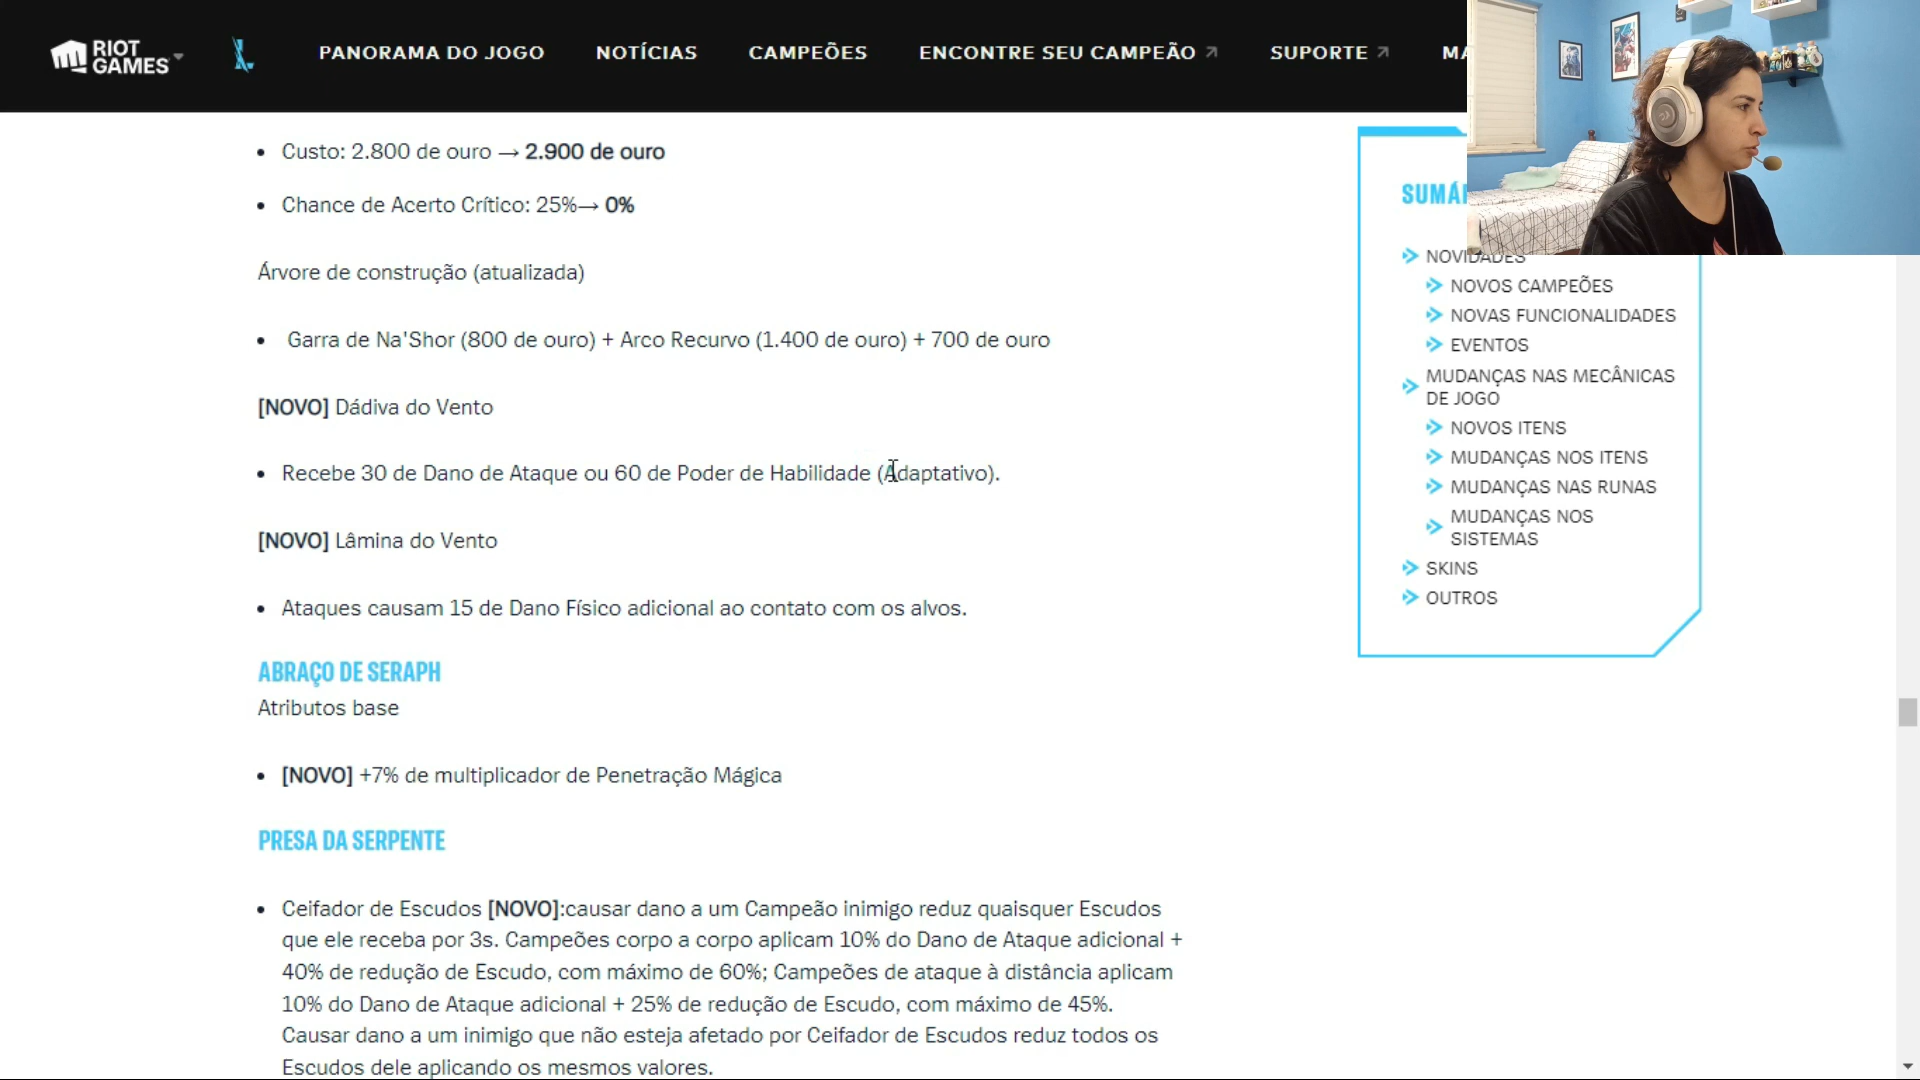 RIOT GAMES
PANORAMA DO JOGO
NOTÍCIAS
CAMPEÕES
ENCONTRE SEU CAMPEÃO
SUPORTE
Custo: 2.800 de ouro → 2.900 de ouro
Chance de Acerto Crítico: 25%→ 0%
Árvore de construção (atualizada)
Garra de Na'Shor (800 de ouro) + Arco Recurvo (1.400 de ouro) + 700 de ouro
[NOVO] Dádiva do Vento
Recebe 30 de Dano de Ataque ou 60 de Poder de Habilidade (Adaptativo).
[NOVO] Lâmina do Vento
Ataques causam 15 de Dano Físico adicional ao contato com os alvos.
ABRAÇO DE SERAPH
Atributos base
[NOVO] +7% de multiplicador de Penetração Mágica
PRESA DA SERPENTE
Ceifador de Escudos [NOVO]:causar dano a um Campeão inimigo reduz quaisquer Escudos
que ele receba por 3s. Campeões corpo a corpo aplicam 10% do Dano de Ataque adicional +
40% de redução de Escudo, com máximo de 60%; Campeões de ataque à distância aplicam
10% do Dano de Ataque adicional + 25% de redução de Escudo, com máximo de 45%.
Causar dano a um inimigo que não esteja afetado por Ceifador de Escudos reduz todos os
Escudos dele aplicando os mesmos valores.
NOVIDADES
NOVOS CAMPEÕES
NOVAS FUNCIONALIDADES
EVENTOS
MUDANÇAS NAS MECÂNICAS
DE JOGO
NOVOS ITENS
MUDANÇAS NOS ITENS
MUDANÇAS NAS RUNAS
MUDANÇAS NOS
SISTEMAS
SKINS
OUTROS